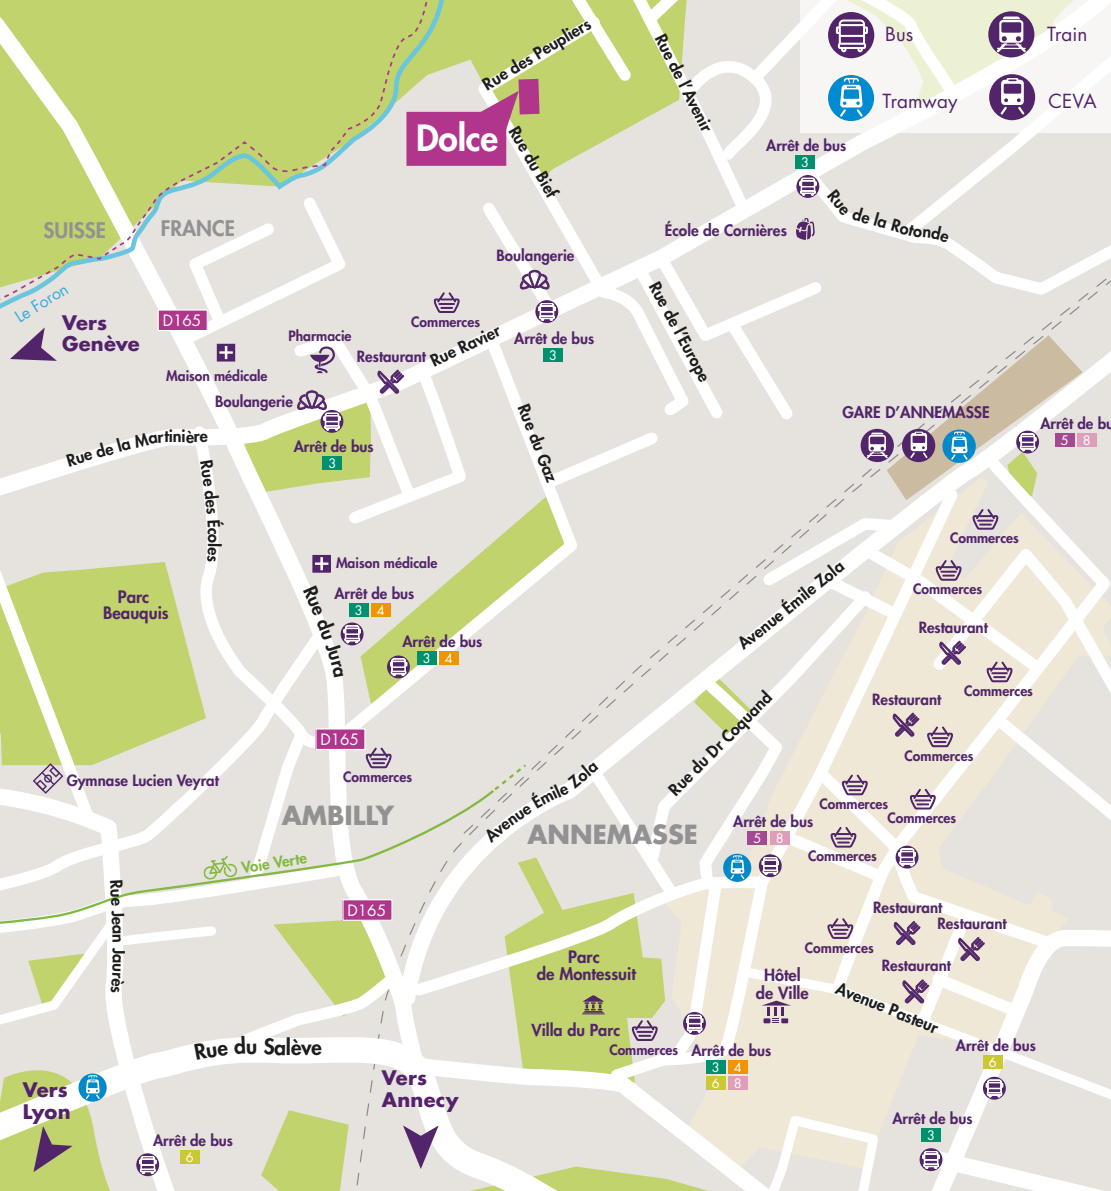 Bus
Train
Tramway
CEVA
Rue des Peupliers
Rue de l'Avenir
Dolce
Rue du Bief
Arrêt de bus
3
Rue de la Rotonde
École de Cornières
SUISSE
FRANCE
Le Foron
Vers
Genève
D165
Boulangerie
Commerces
Arrêt de bus
3
Rue de l'Europe
Pharmacie
Restaurant
Rue Ravier
Maison médicale
Boulangerie
Arrêt de bus
3
Rue de la Martinière
Rue des Écoles
Rue du Gaz
GARE D'ANNEMASSE
Arrêt de bu
5 8
Commerces
Commerces
Maison médicale
Arrêt de bus
3 4
Arrêt de bus
3 4
Rue du Jura
Parc
Beauquis
Avenue Émile Zola
Restaurant
Commerces
Restaurant
Commerces
Rue du Dr Coquand
D165
Commerces
Gymnase Lucien Veyrat
AMBILLY
Avenue Émile Zola
ANNEMASSE
Commerces
Commerces
Arrêt de bus
5 8
Commerces
Voie Verte
D165
Rue Jean Jaurès
Restaurant
Restaurant
Commerces
Restaurant
Parc
de Montessuit
Villa du Parc
Commerces
Hôtel
de Ville
Avenue Pasteur
Rue du Salève
Arrêt de bus
3 4
6 8
Arrêt de bus
6
Vers
Lyon
Vers
Annecy
Arrêt de bus
3
Arrêt de bus
6